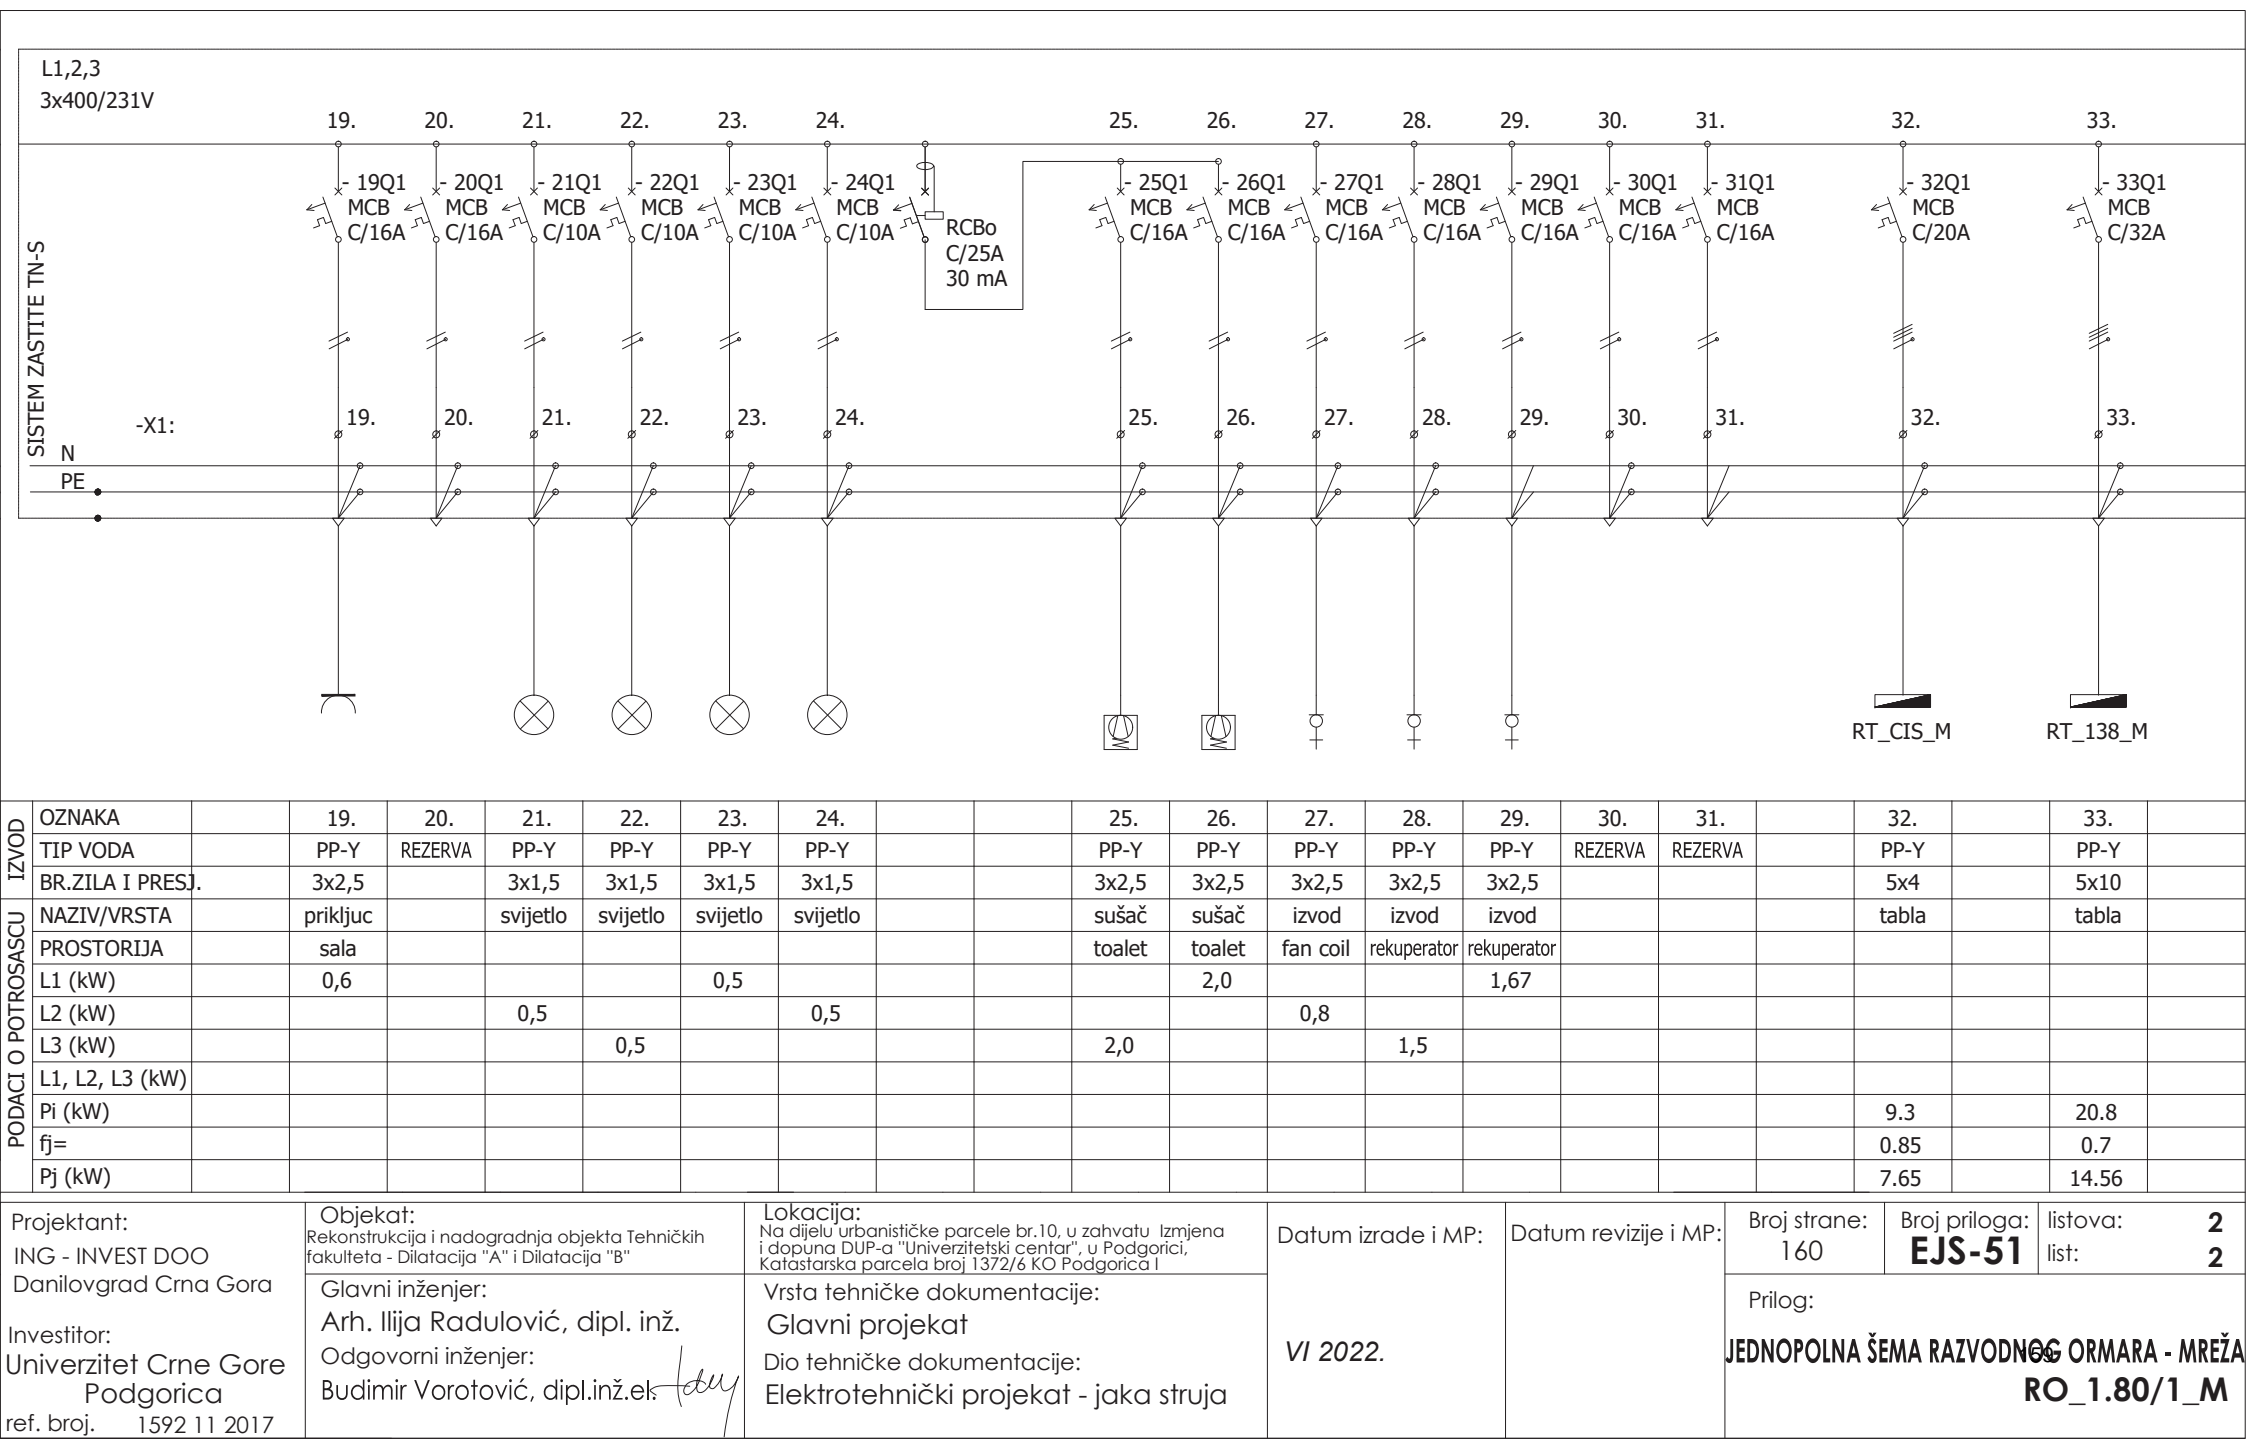 L1,2,3
3x400/231V
19. 20. 21. 22. 23. 24. 25. 26. 27. 28. 29. 30. 31. 32. 33.
- 19Q1 - 20Q1 - 21Q1 - 22Q1 - 23Q1 - 24Q1 - 25Q1 - 26Q1 - 27Q1 - 28Q1 - 29Q1 - 30Q1 - 31Q1 - 32Q1 - 33Q1
MCB MCB MCB MCB MCB MCB MCB MCB MCB MCB MCB MCB MCB MCB MCB
C/16A C/16A C/10A C/10A C/10A C/10A C/16A C/16A C/16A C/16A C/16A C/16A C/16A C/20A C/32A
RCBo
C/25A
30 mA
SISTEM ZASTITE TN-S
-X1: 19. 20. 21. 22. 23. 24. 25. 26. 27. 28. 29. 30. 31. 32. 33.
N
PE
RT_CIS_M RT_138_M
IZVOD
OZNAKA 19. 20. 21. 22. 23. 24. 25. 26. 27. 28. 29. 30. 31. 32. 33.
TIP VODA PP-Y REZERVA PP-Y PP-Y PP-Y PP-Y PP-Y PP-Y PP-Y PP-Y PP-Y REZERVA REZERVA PP-Y PP-Y
BR.ZILA I PRESJ. 3x2,5 3x1,5 3x1,5 3x1,5 3x1,5 3x2,5 3x2,5 3x2,5 3x2,5 3x2,5 5x4 5x10
PODACI O POTROSASCU
NAZIV/VRSTA prikljuc svijetlo svijetlo svijetlo svijetlo sušač sušač izvod izvod izvod tabla tabla
PROSTORIJA sala toalet toalet fan coil rekuperator rekuperator
L1 (kW) 0,6 0,5 2,0 1,67
L2 (kW) 0,5 0,5 0,8
L3 (kW) 0,5 2,0 1,5
L1, L2, L3 (kW)
Pi (kW) 9.3 20.8
fj= 0.85 0.7
Pj (kW) 7.65 14.56
Projektant:
ING - INVEST DOO
Danilovgrad Crna Gora
Investitor:
Univerzitet Crne Gore
Podgorica
ref. broj. 1592 11 2017
Objekat:
Rekonstrukcija i nadogradnja objekta Tehničkih
fakulteta - Dilatacija "A" i Dilatacija "B"
Glavni inženjer:
Arh. Ilija Radulović, dipl. inž.
Odgovorni inženjer:
Budimir Vorotović, dipl.inž.el.
Lokacija:
Na dijelu urbanističke parcele br.10, u zahvatu Izmjena
i dopuna DUP-a "Univerzitetski centar", u Podgorici,
Katastarska parcela broj 1372/6 KO Podgorica I
Vrsta tehničke dokumentacije:
Glavni projekat
Dio tehničke dokumentacije:
Elektrotehnički projekat - jaka struja
Datum izrade i MP:
VI 2022.
Datum revizije i MP:
Broj strane:
160
Broj priloga:
EJS-51
listova: 2
list: 2
Prilog:
JEDNOPOLNA ŠEMA RAZVODNOG ORMARA - MREŽA
159
RO_1.80/1_M